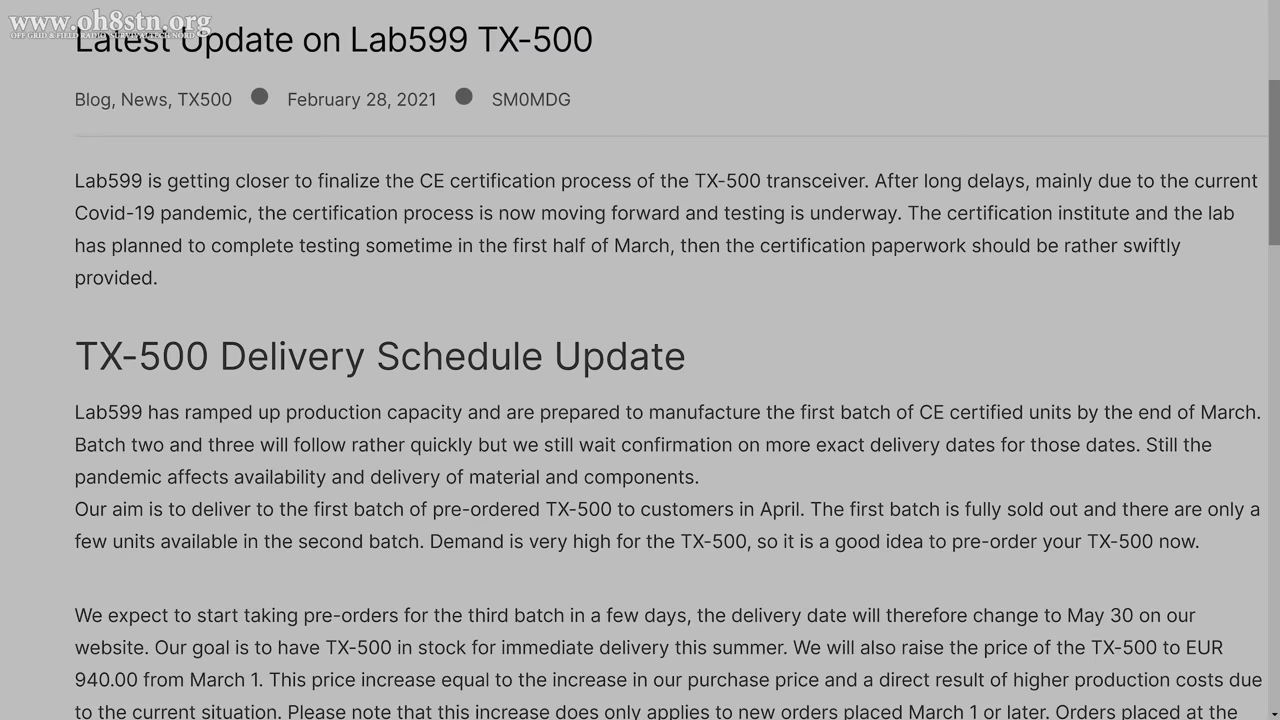 www.oh8stn.org
OFF GRID & FIELD RADIO, SURVIVALTECH NORD
Latest Update on Lab599 TX-500
Blog, News, TX500 ● February 28, 2021 ● SM0MDG
Lab599 is getting closer to finalize the CE certification process of the TX-500 transceiver. After long delays, mainly due to the current
Covid-19 pandemic, the certification process is now moving forward and testing is underway. The certification institute and the lab
has planned to complete testing sometime in the first half of March, then the certification paperwork should be rather swiftly
provided.
TX-500 Delivery Schedule Update
Lab599 has ramped up production capacity and are prepared to manufacture the first batch of CE certified units by the end of March.
Batch two and three will follow rather quickly but we still wait confirmation on more exact delivery dates for those dates. Still the
pandemic affects availability and delivery of material and components.
Our aim is to deliver to the first batch of pre-ordered TX-500 to customers in April. The first batch is fully sold out and there are only a
few units available in the second batch. Demand is very high for the TX-500, so it is a good idea to pre-order your TX-500 now.
We expect to start taking pre-orders for the third batch in a few days, the delivery date will therefore change to May 30 on our
website. Our goal is to have TX-500 in stock for immediate delivery this summer. We will also raise the price of the TX-500 to EUR
940.00 from March 1. This price increase equal to the increase in our purchase price and a direct result of higher production costs due
to the current situation. Please note that this increase does only applies to new orders placed March 1 or later. Orders placed at the